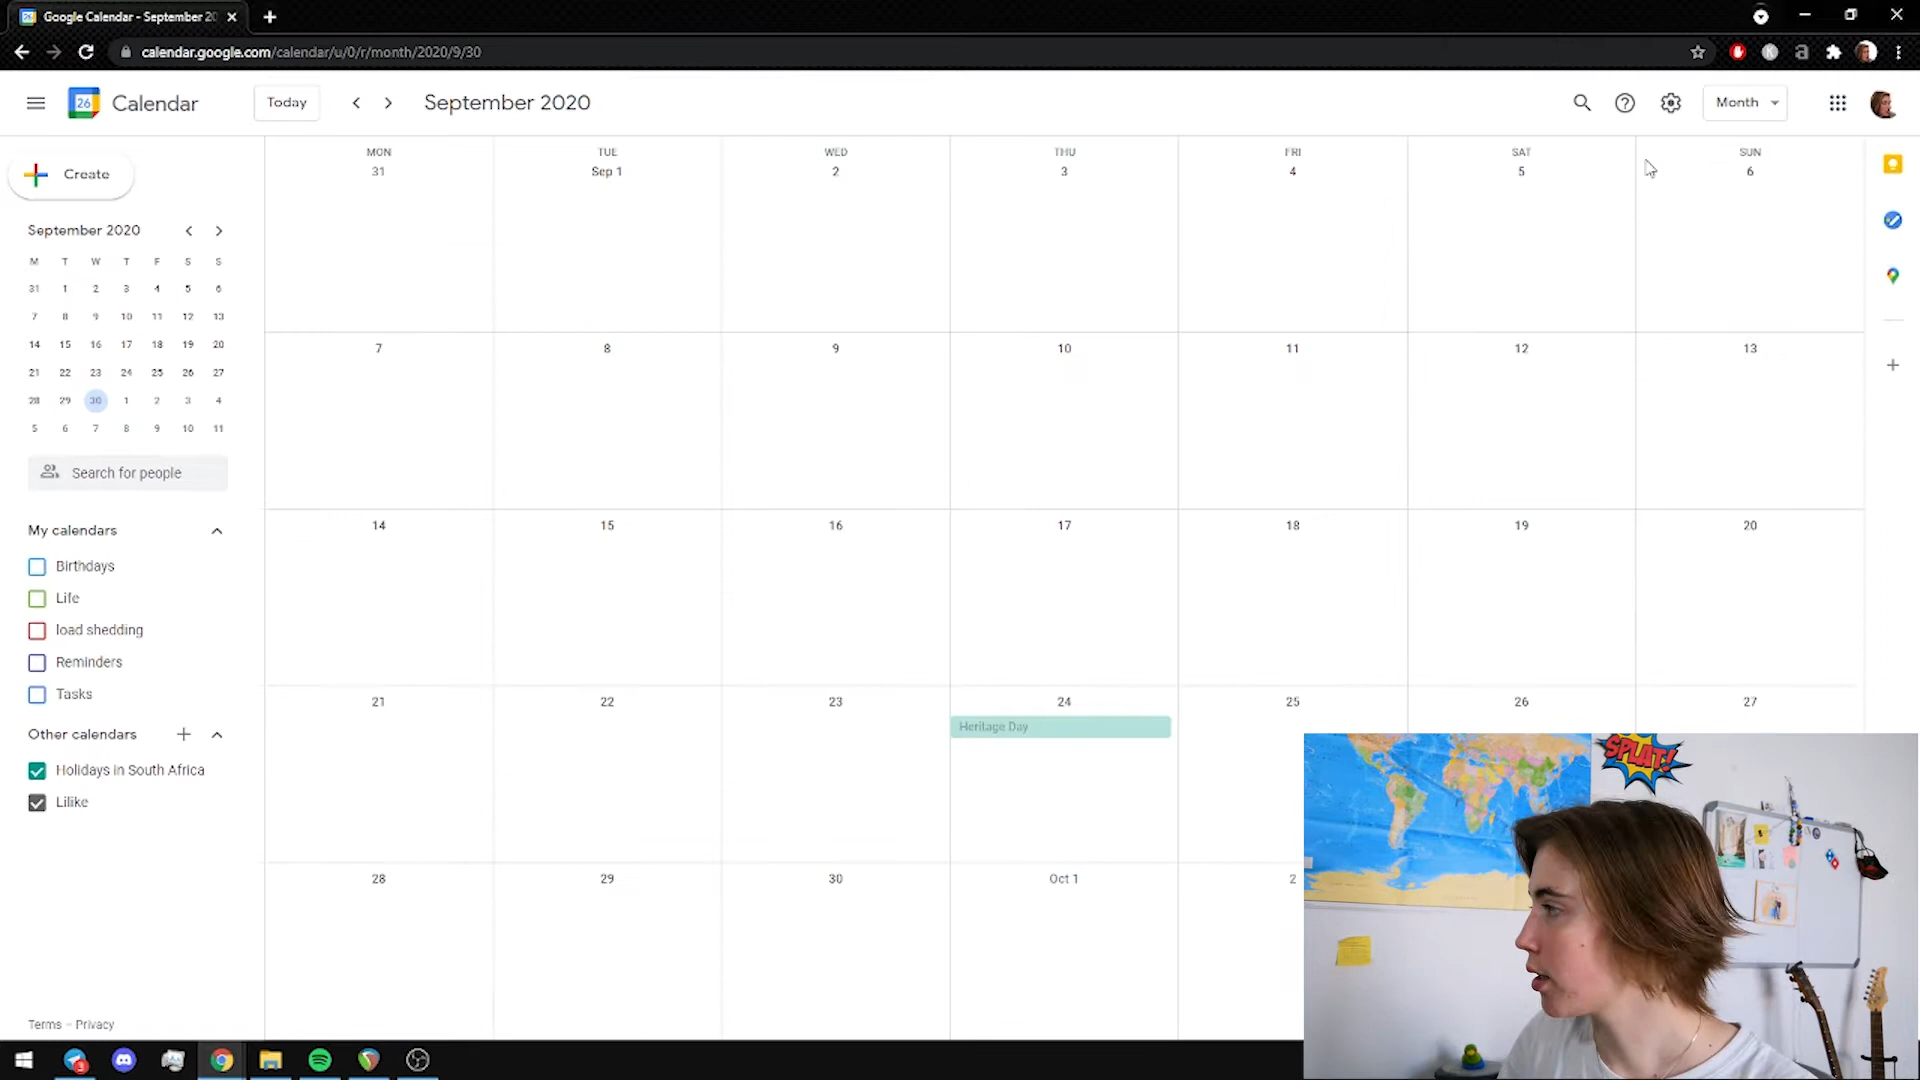 Google Calendar - September 20
calendar.google.com/calendar/u/0/r/month/2020/9/30
26 Calendar Today September 2020 Month
Create
September 2020
M T W T F S S
31 1 2 3 4 5 6
7 8 9 10 11 12 13
14 15 16 17 18 19 20
21 22 23 24 25 26 27
28 29 30 1 2 3 4
5 6 7 8 9 10 11
Search for people
My calendars
Birthdays
Life
load shedding
Reminders
Tasks
Other calendars
Holidays in South Africa
Lilike
Terms – Privacy
MON TUE WED THU FRI SAT SUN
31 Sep 1 2 3 4 5 6
7 8 9 10 11 12 13
14 15 16 17 18 19 20
21 22 23 24 25 26 27
Heritage Day
28 29 30 Oct 1 2
SPLAT!
3